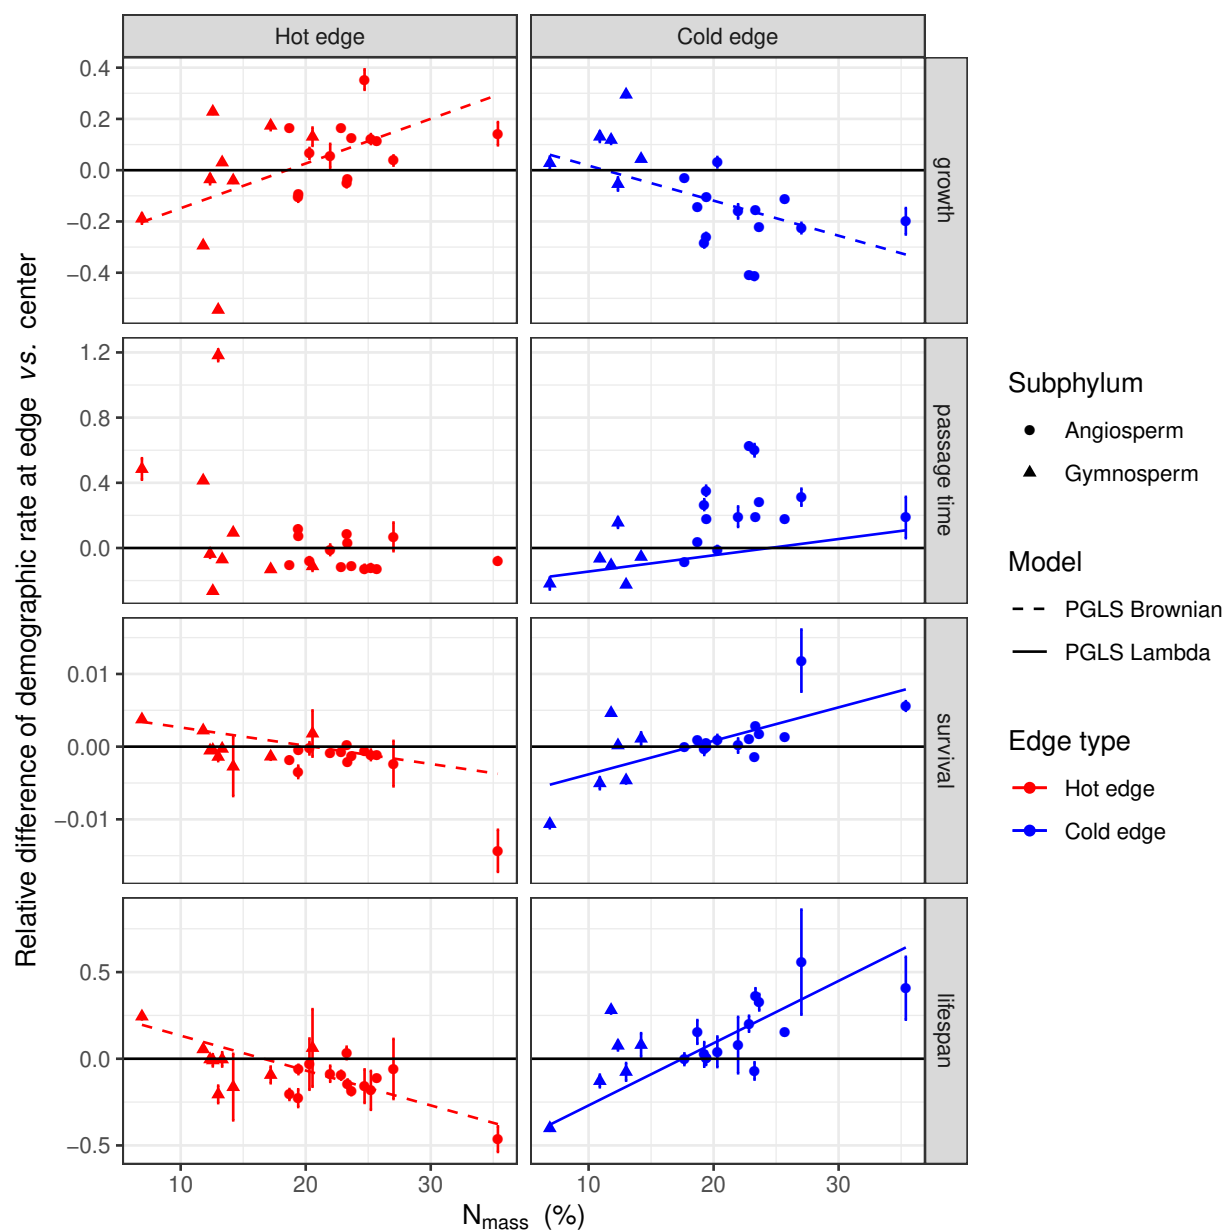 Hot edge
Cold edge
Relative difference of demographic rate at edge vs. center
0.4
0.2
0.0
−0.2
−0.4
growth
1.2
0.8
0.4
0.0
passage time
0.01
0.00
−0.01
survival
0.5
0.0
−0.5
lifespan
10
20
30
10
20
30
Nmass (%)
Subphylum
Angiosperm
Gymnosperm
Model
PGLS Brownian
PGLS Lambda
Edge type
Hot edge
Cold edge